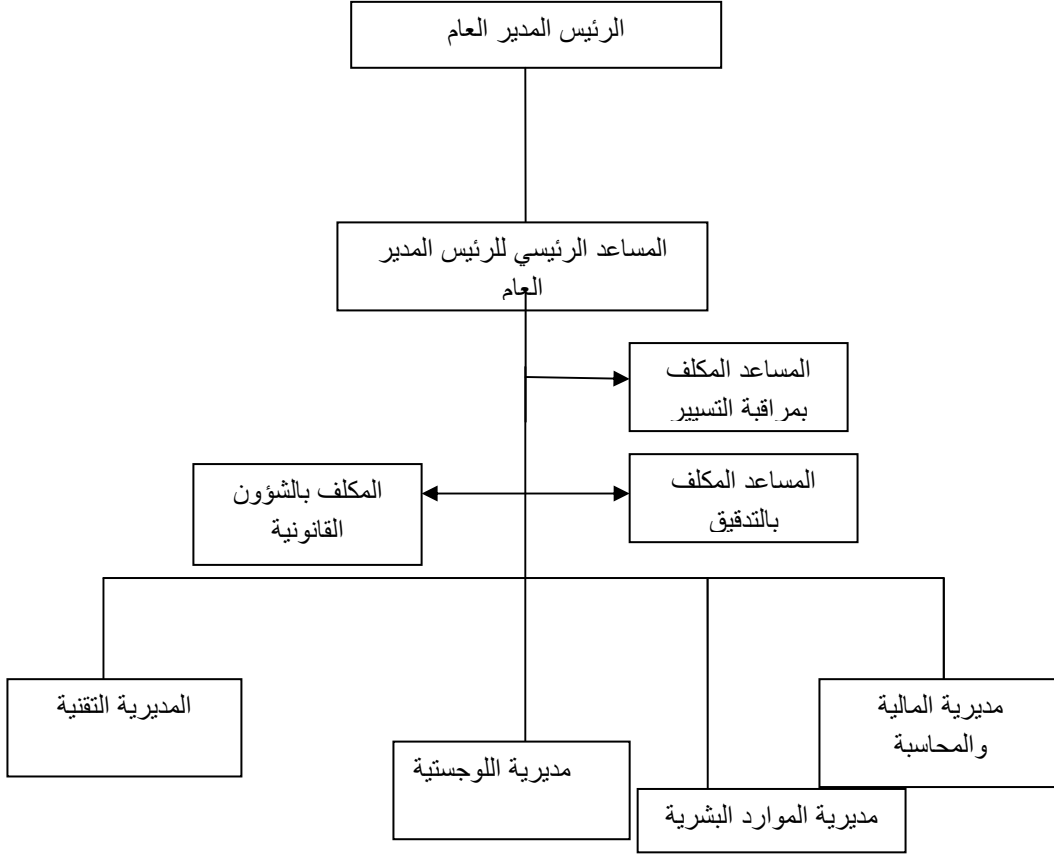 الرئيس المدير العام
المساعد الرئيسي للرئيس المدير
العام
المساعد المكلف
بمراقبة التسيير
المساعد المكلف
بالتدقيق
المكلف بالشؤون
القانونية
مديرية المالية
والمحاسبة
مديرية الموارد البشرية
مديرية اللوجستية
المديرية التقنية